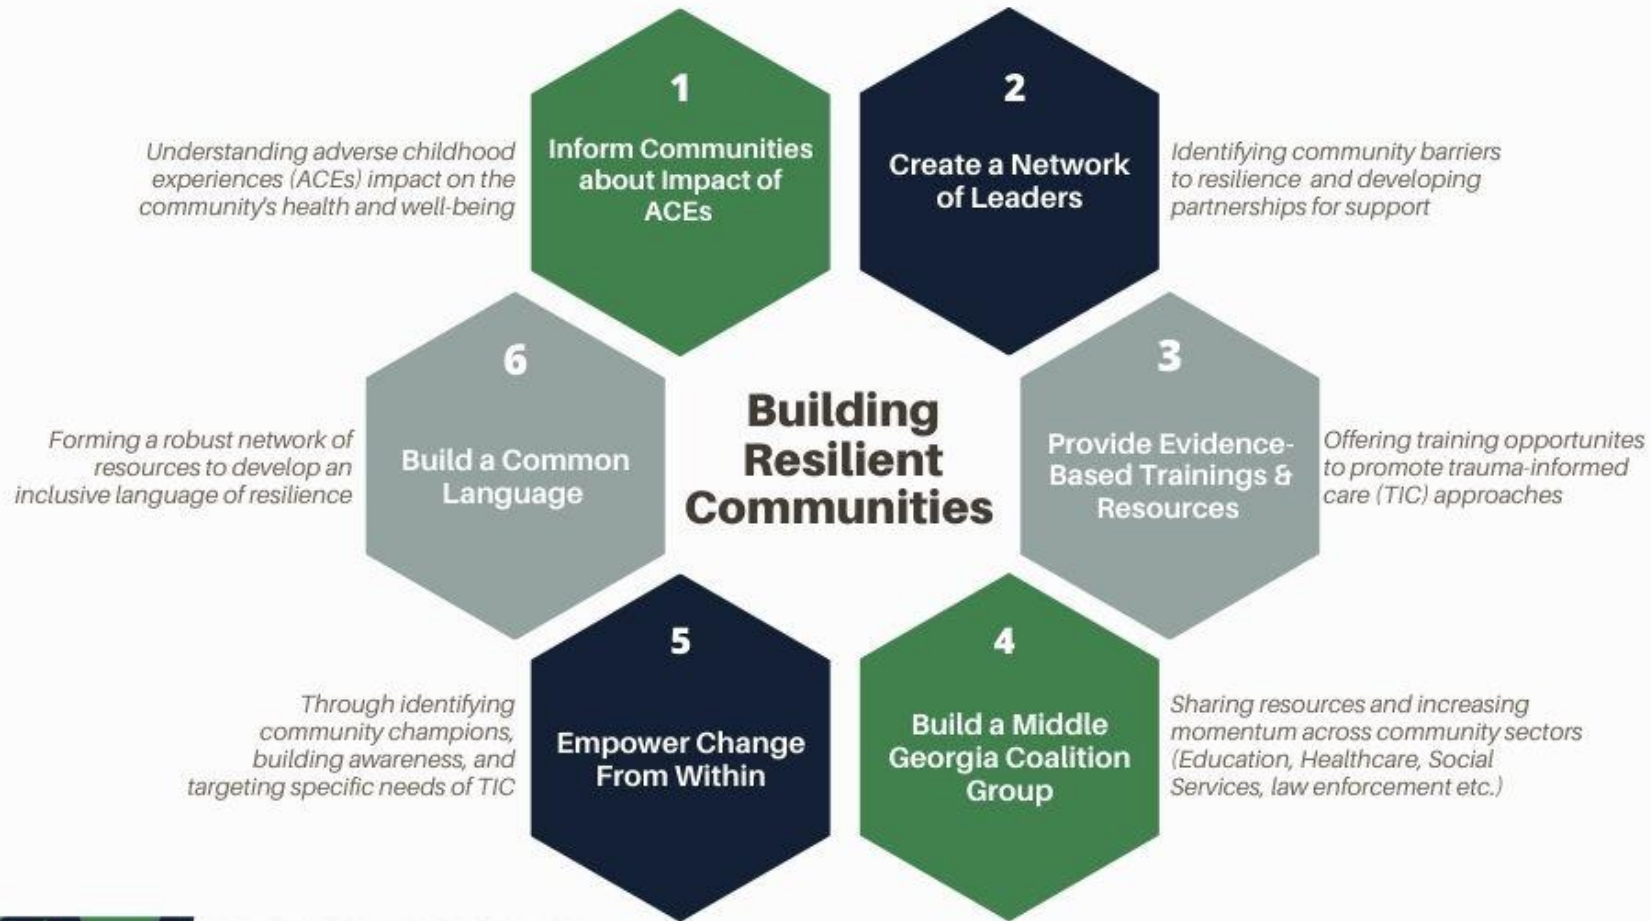 1
Inform Communities
about Impact of
ACEs
Understanding adverse childhood
experiences (ACEs) impact on the
community's health and well-being
2
Create a Network
of Leaders
Identifying community barriers
to resilience and developing
partnerships for support
Building
Resilient
Communities
3
Provide Evidence-
Based Trainings &
Resources
Offering training opportunites
to promote trauma-informed
care (TIC) approaches
4
Build a Middle
Georgia Coalition
Group
Sharing resources and increasing
momentum across community sectors
(Education, Healthcare, Social
Services, law enforcement etc.)
5
Empower Change
From Within
Through identifying
community champions,
building awareness, and
targeting specific needs of TIC
6
Build a Common
Language
Forming a robust network of
resources to develop an
inclusive language of resilience